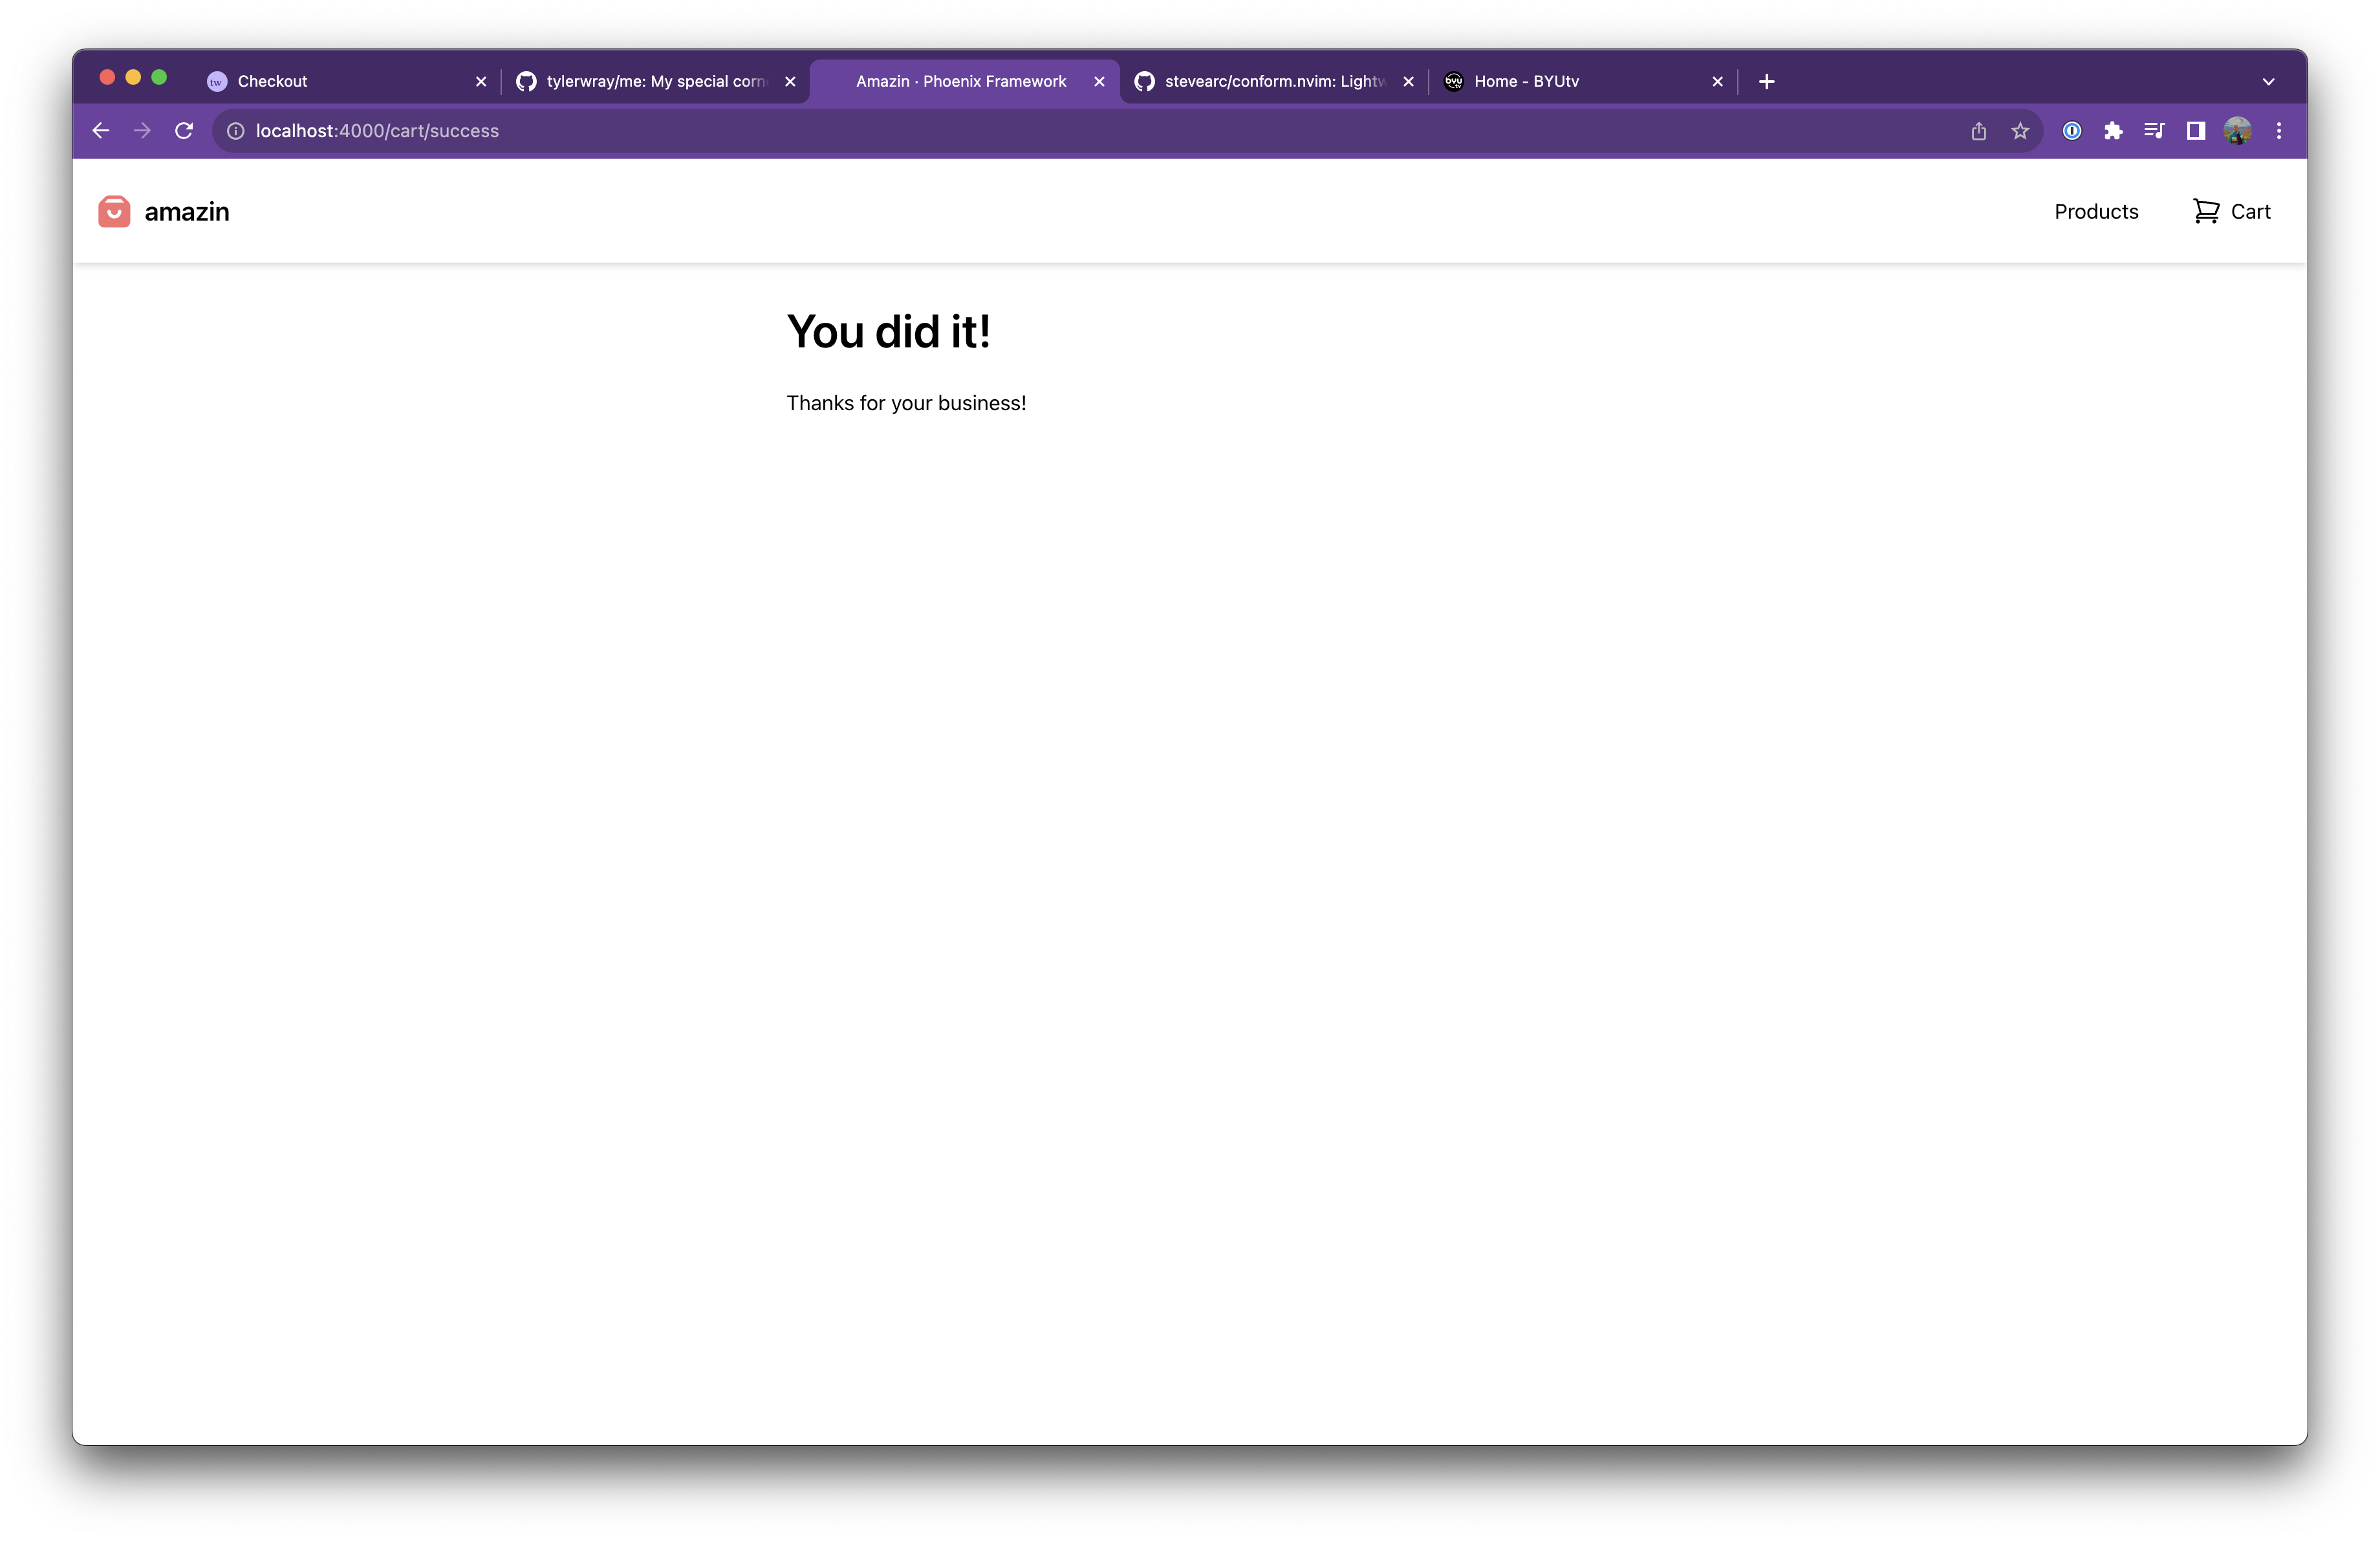 Checkout
tylerwray/me: My special corn
Amazin · Phoenix Framework
stevearc/conform.nvim: Lightw
Home - BYUtv
localhost:4000/cart/success
amazin
Products
Cart
You did it!
Thanks for your business!